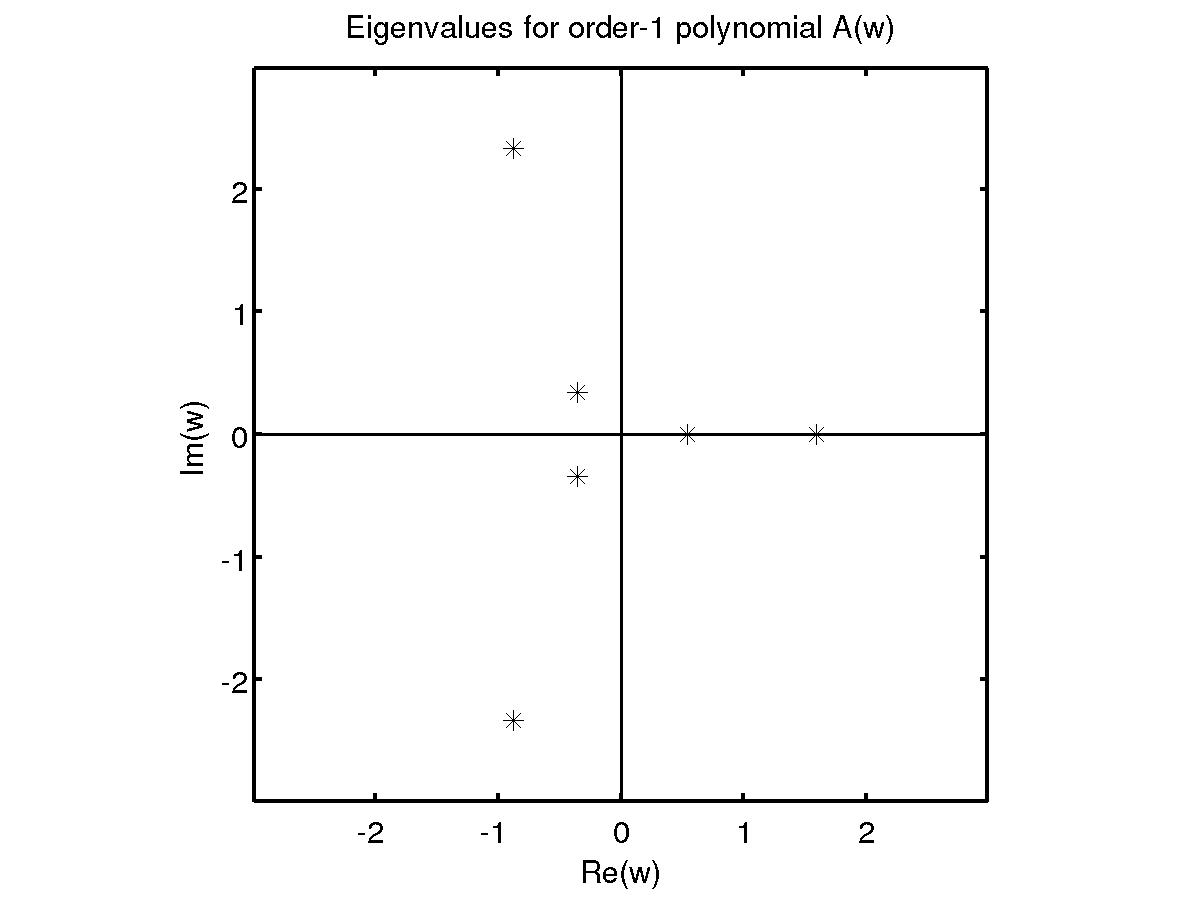 Eigenvalues for order-1 polynomial A(w)
2
1
0
-1
-2
Im(w)
-2 -1 0 1 2
Re(w)